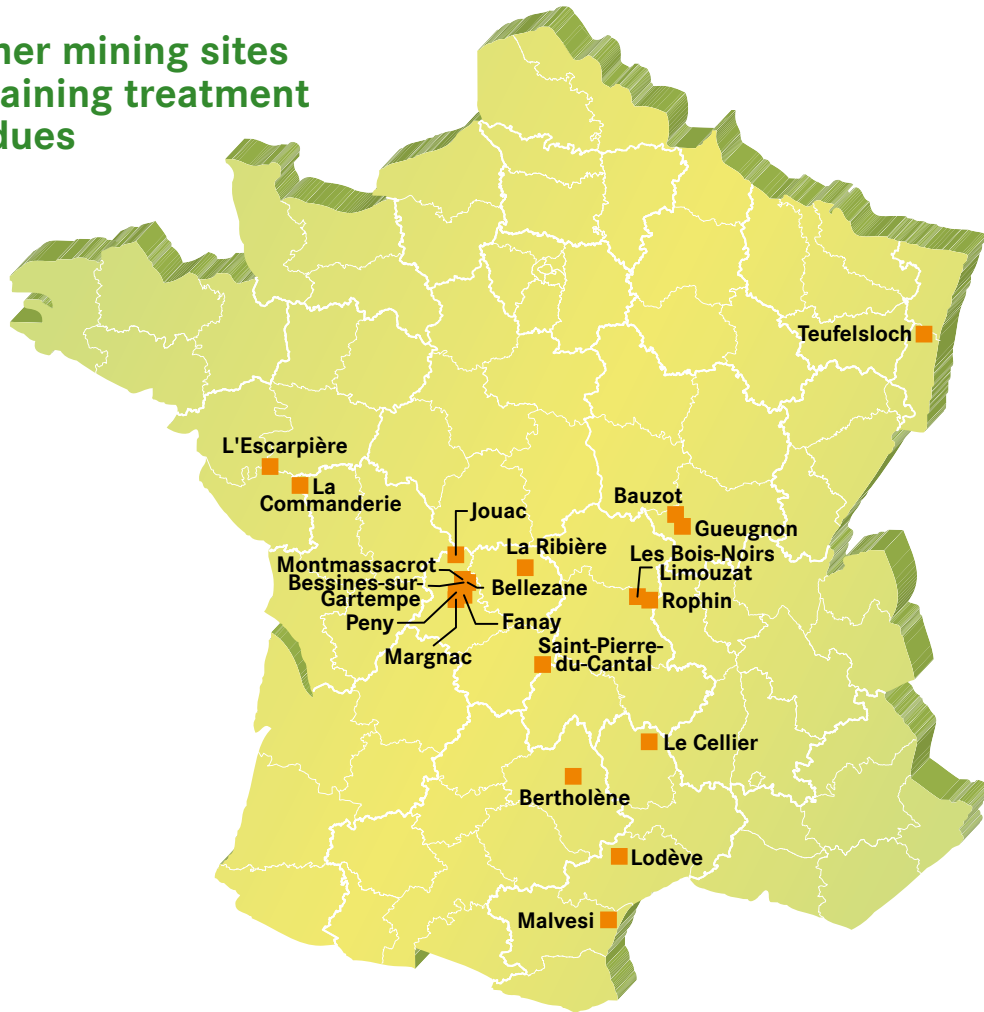 ner mining sites
aining treatment
dues
Teufelsloch
L'Escarpière
La
Commanderie
Bauzot
Gueugnon
Jouac
La Ribière
Les Bois-Noirs
Limouzat
Montmassacrot
Bessines-sur-
Gartempe
Bellezane
Rophin
Peny
Fanay
Margnac
Saint-Pierre-
du-Cantal
Le Cellier
Bertholène
Lodève
Malvesi